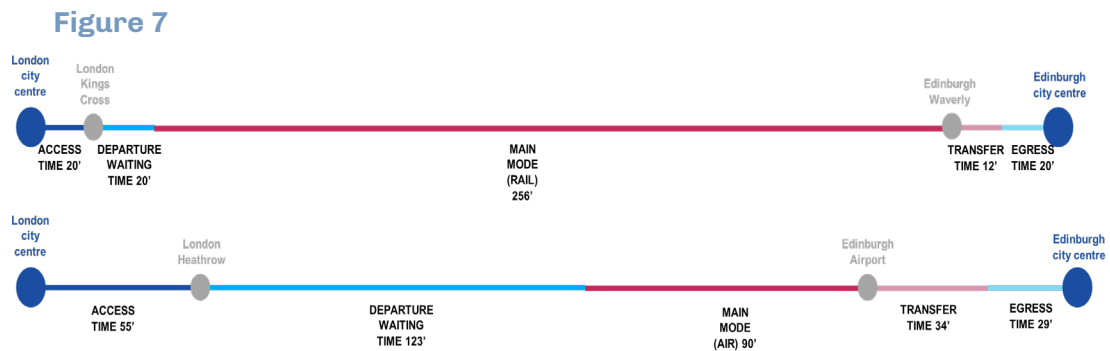 Figure 7
London
city
centre
London
Kings
Cross
Edinburgh
Waverly
Edinburgh
city centre
ACCESS
TIME 20’
DEPARTURE
WAITING
TIME 20’
MAIN
MODE
(RAIL)
256’
TRANSFER
TIME 12’
EGRESS
TIME 20’
London
city
centre
London
Heathrow
Edinburgh
Airport
Edinburgh
city centre
ACCESS
TIME 55’
DEPARTURE
WAITING
TIME 123’
MAIN
MODE
(AIR) 90’
TRANSFER
TIME 34’
EGRESS
TIME 29’